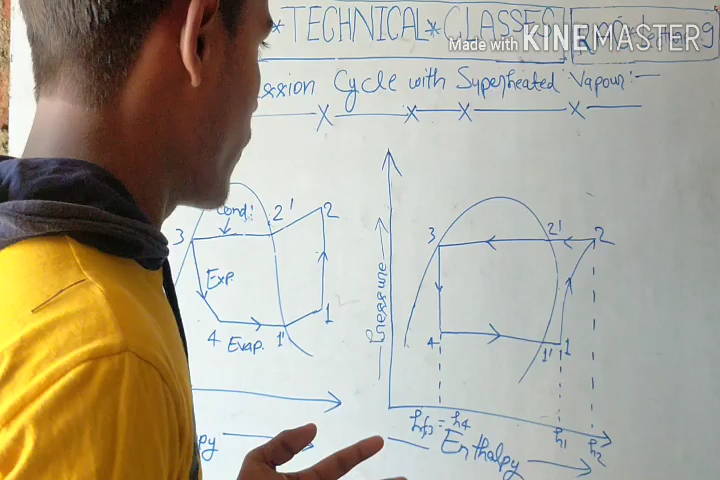 *TECHNICAL*CLASSES
Made with KINEMASTER
ssion Cycle with Superheated Vapour:-
Cond:
2'
2
3
Exp.
4
Evap.
1'
1
Pressure
3
2'
2
4
1'
1
hf3=h4
h1
h2
Enthalpy
py